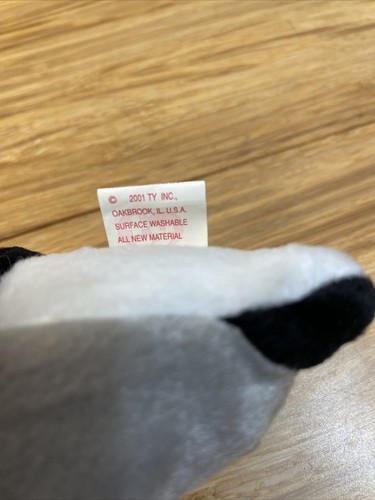 © 2001 TY INC.,
OAKBROOK, IL. U.S.A.
SURFACE WASHABLE
ALL NEW MATERIAL